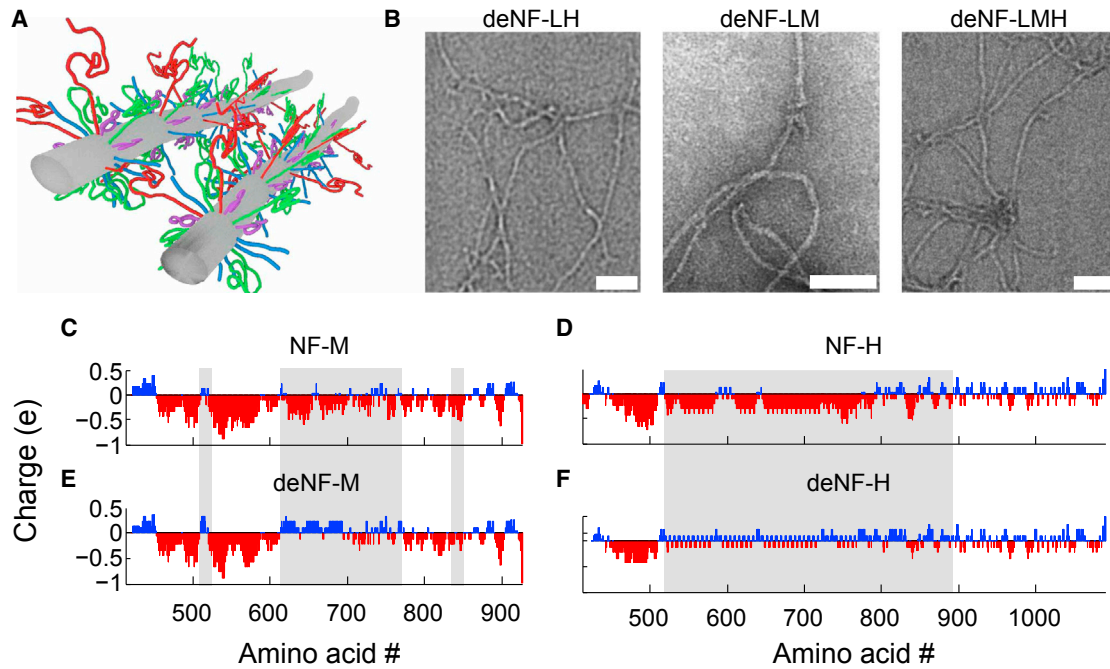 A
B
deNF-LH
deNF-LM
deNF-LMH
C
NF-M
0.5
0
−0.5
−1
D
NF-H
E
deNF-M
0.5
0
−0.5
−1
F
deNF-H
Charge (e)
500 600 700 800 900
500 600 700 800 900 1000
Amino acid #
Amino acid #